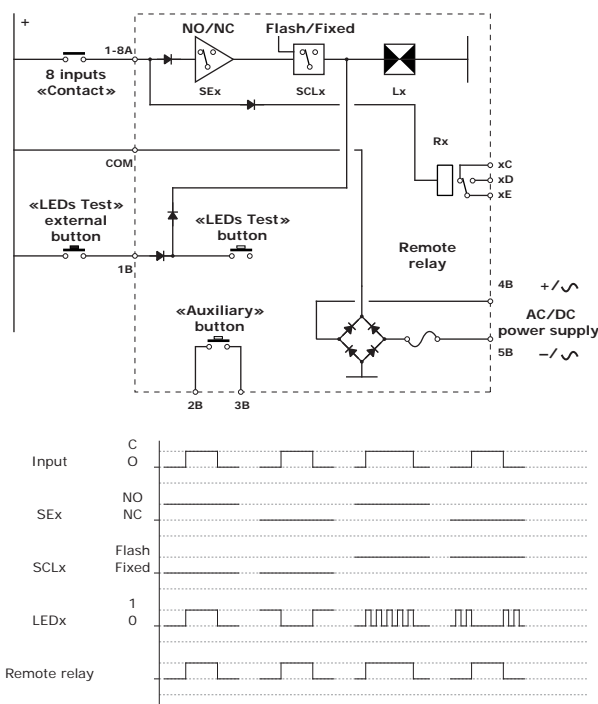 +
NO/NC
Flash/Fixed
1-8A
8 inputs
«Contact»
SEx
SCLx
Lx
Rx
COM
xC
xD
xE
«LEDs Test»
external
button
«LEDs Test»
button
1B
Remote
relay
4B
+/
AC/DC
power supply
5B
–/
«Auxiliary»
button
2B 3B
Input
C
O
SEx
NO
NC
SCLx
Flash
Fixed
LEDx
1
0
Remote relay